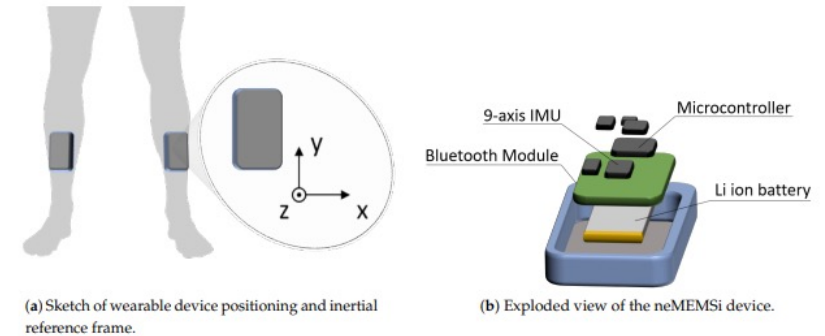 y
z
x
9-axis IMU
Microcontroller
Bluetooth Module
Li ion battery
(a) Sketch of wearable device positioning and inertial
reference frame.
(b) Exploded view of the neMEMSi device.